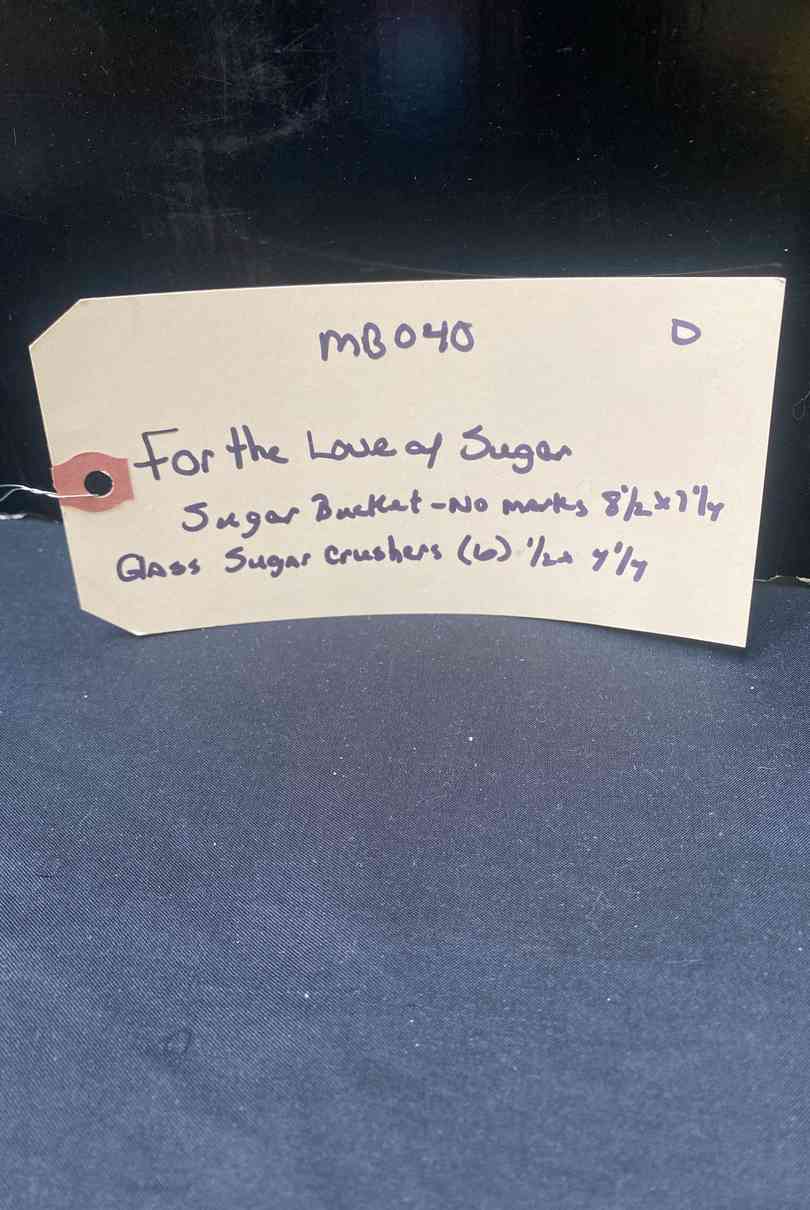 MB040 D
For the Love of Sugar
Sugar Bucket - No marks 8 1/2 x 7 1/4
Glass Sugar Crushers (6) 1/2 x 4 1/4